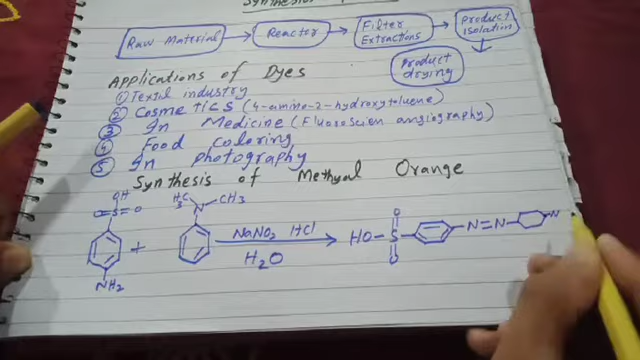 Raw Material → Reactor → Filter Extractions → Product isolation
Product drying
Applications of Dyes
① Textil industry
② Cosmetics (4-amino-2-hydroxytoluene)
③ In Medicine (Fluoroscien angiography)
④ Food coloring
⑤ In photography
Synthesis of Methyal Orange
OH
O=S=O
NH2
+
H3C N CH3
NaNO2 HCl
H2O
O
HO-S
N=N
N
O